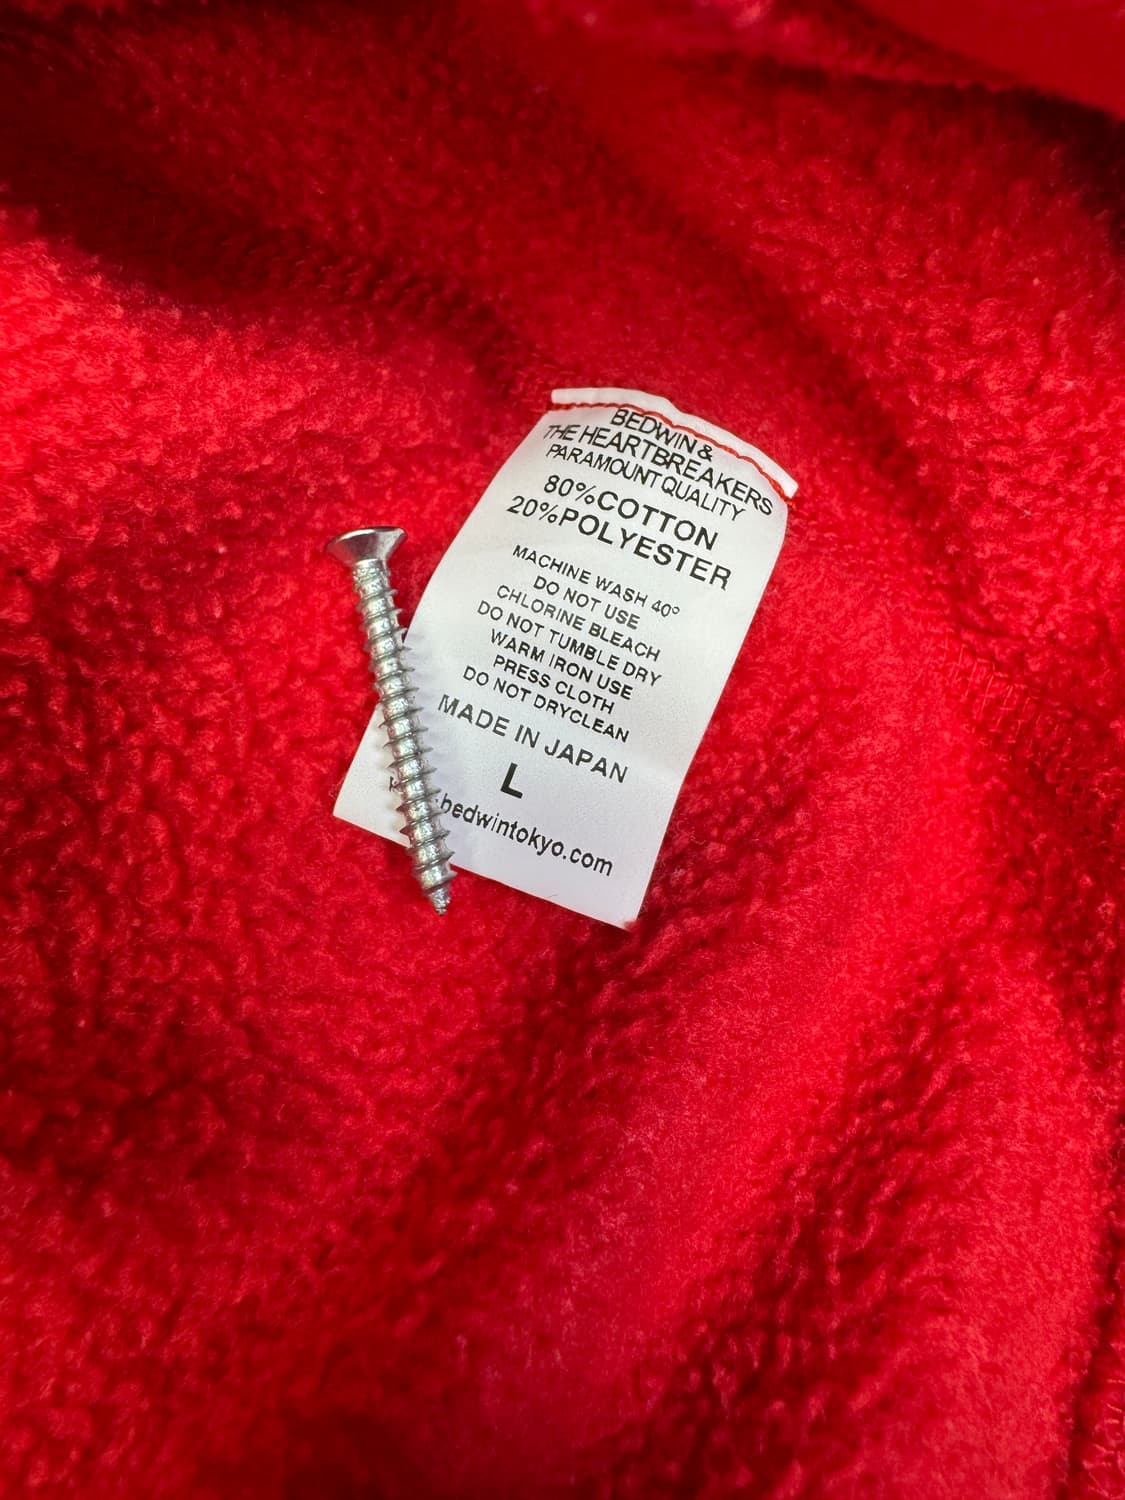 BEDWIN &
THE HEARTBREAKERS
PARAMOUNT QUALITY
80%COTTON
20%POLYESTER
MACHINE WASH 40°
DO NOT USE
CHLORINE BLEACH
DO NOT TUMBLE DRY
WARM IRON USE
PRESS CLOTH
DO NOT DRYCLEAN
MADE IN JAPAN
L
.bedwintokyo.com